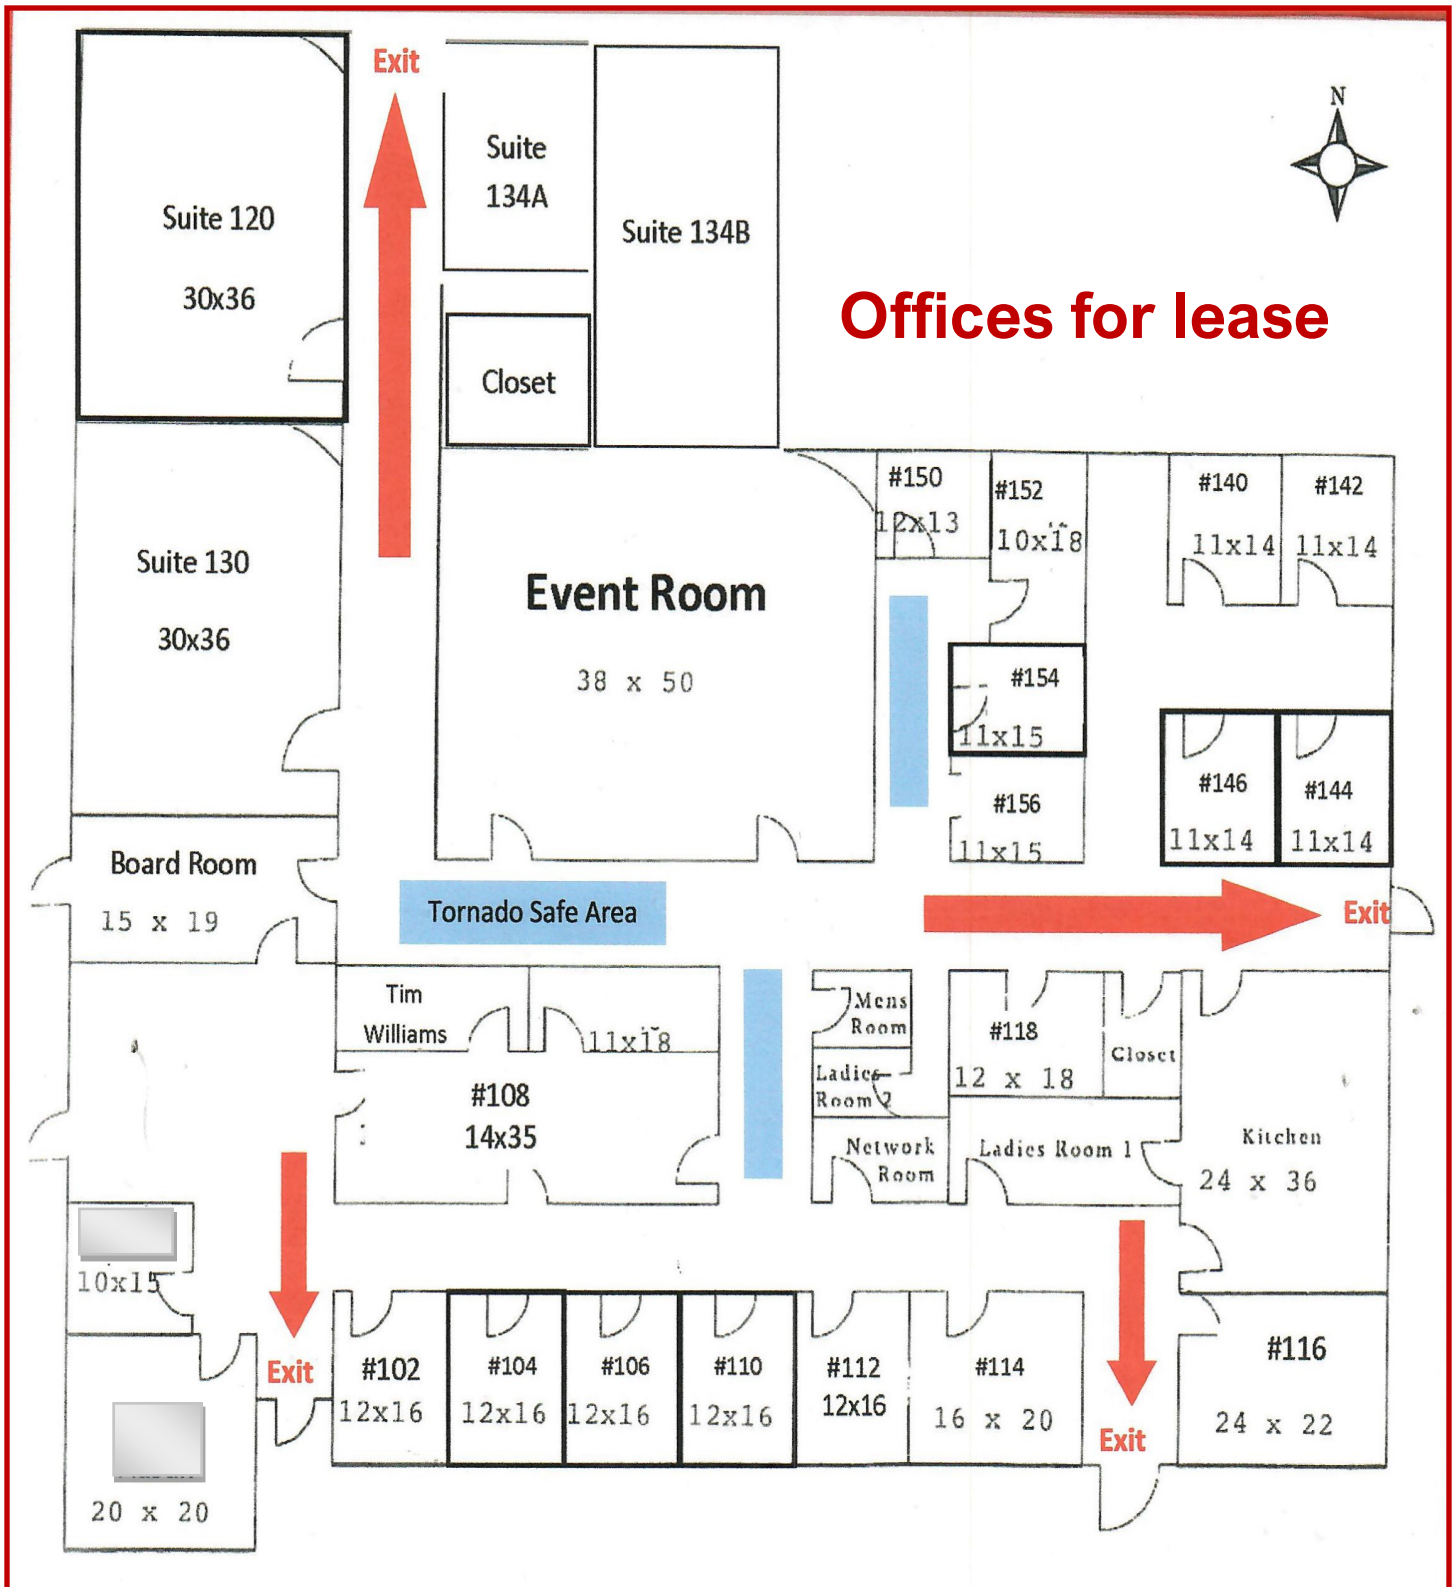 Exit
N
Suite
134A
Suite 120
30x36
Suite 134B
Offices for lease
Closet
#150
12x13
#152
10x18
#140
11x14
#142
11x14
Suite 130
30x36
Event Room
38 x 50
#154
11x15
#156
11x15
#146
11x14
#144
11x14
Board Room
15 x 19
Tornado Safe Area
Exit
Tim
Williams
11x18
Mens
Room
#118
12 x 18
Closet
Ladies
Room 2
#108
14x35
Network
Room
Ladies Room 1
Kitchen
24 x 36
10x15
Exit
#102
12x16
#104
12x16
#106
12x16
#110
12x16
#112
12x16
#114
16 x 20
Exit
#116
24 x 22
20 x 20